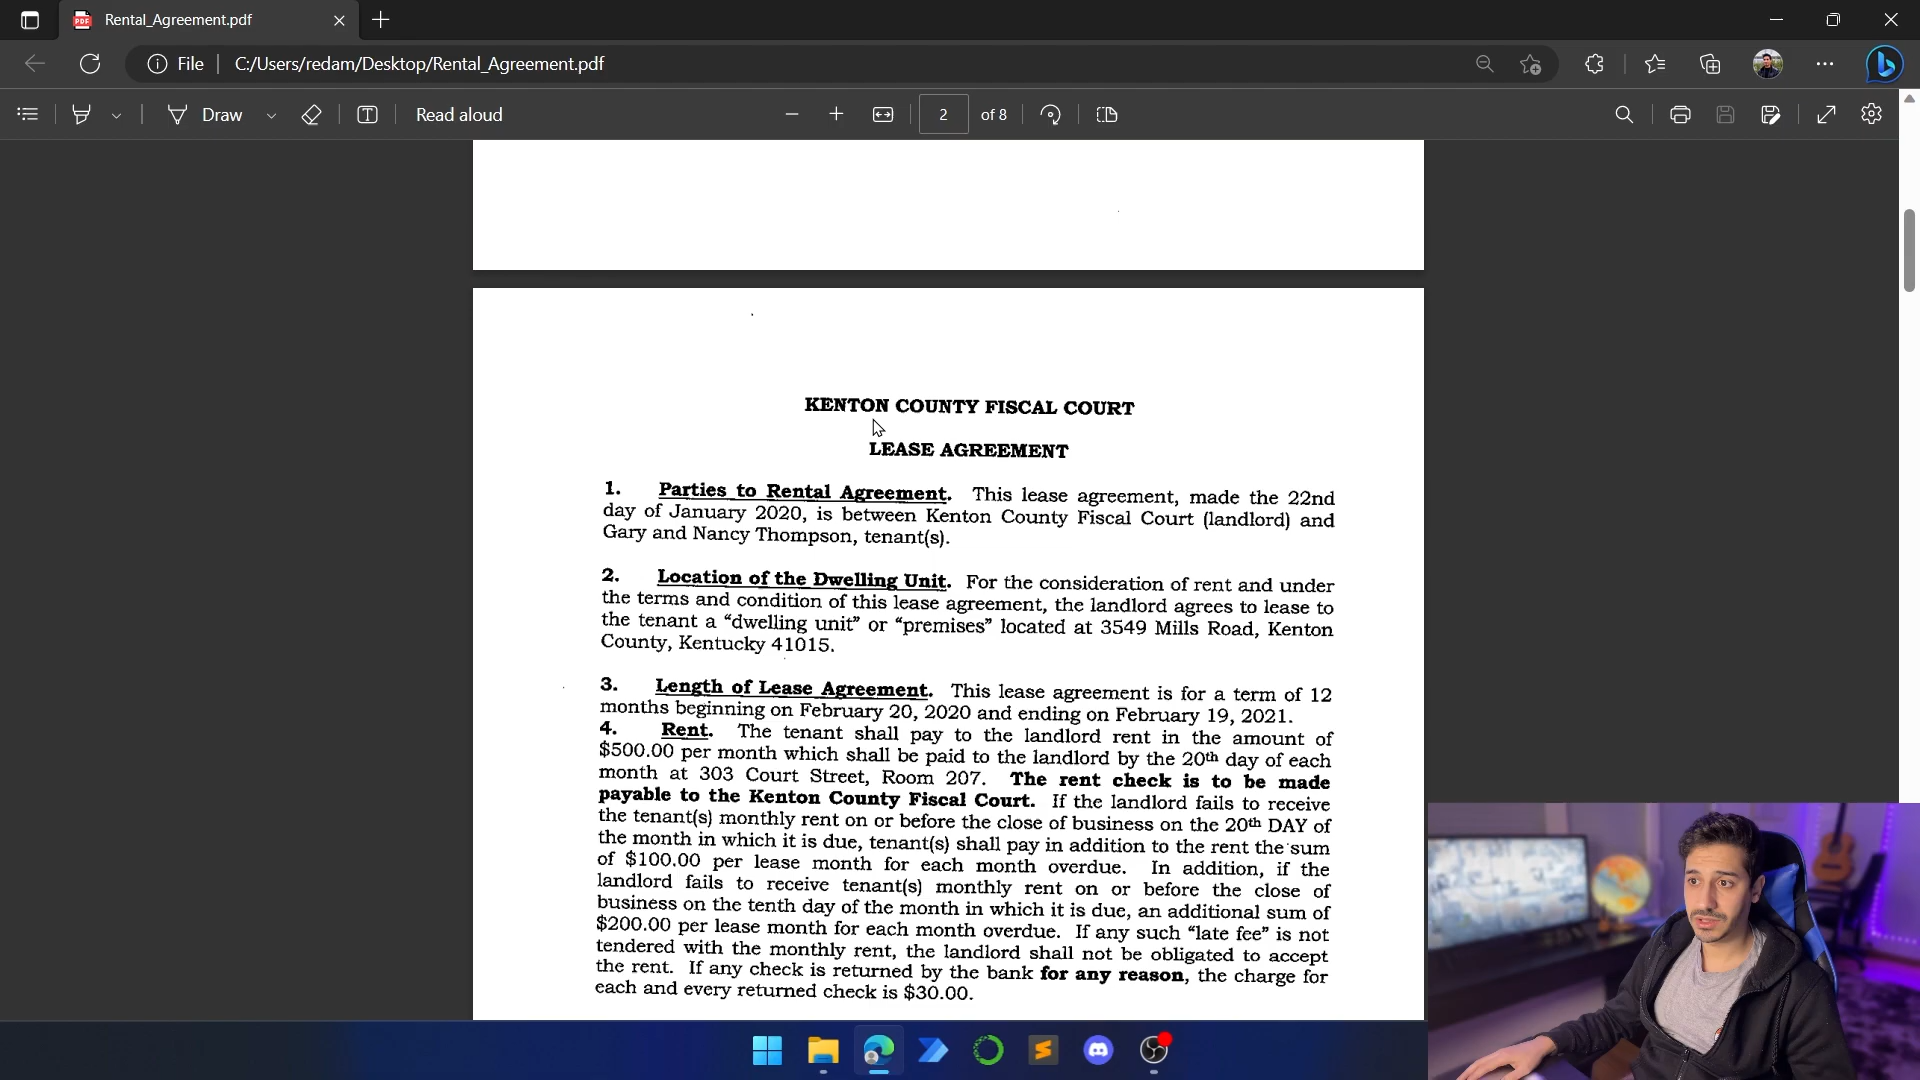 Rental_Agreement.pdf
File
C:/Users/redam/Desktop/Rental_Agreement.pdf
Draw
Read aloud
2
of 8
KENTON COUNTY FISCAL COURT
LEASE AGREEMENT
1. Parties to Rental Agreement. This lease agreement, made the 22nd
day of January 2020, is between Kenton County Fiscal Court (landlord) and
Gary and Nancy Thompson, tenant(s).
2. Location of the Dwelling Unit. For the consideration of rent and under
the terms and condition of this lease agreement, the landlord agrees to lease to
the tenant a “dwelling unit” or “premises” located at 3549 Mills Road, Kenton
County, Kentucky 41015.
3. Length of Lease Agreement. This lease agreement is for a term of 12
months beginning on February 20, 2020 and ending on February 19, 2021.
4. Rent. The tenant shall pay to the landlord rent in the amount of
$500.00 per month which shall be paid to the landlord by the 20th day of each
month at 303 Court Street, Room 207. The rent check is to be made
payable to the Kenton County Fiscal Court. If the landlord fails to receive
the tenant(s) monthly rent on or before the close of business on the 20th DAY of
the month in which it is due, tenant(s) shall pay in addition to the rent the sum
of $100.00 per lease month for each month overdue. In addition, if the
landlord fails to receive tenant(s) monthly rent on or before the close of
business on the tenth day of the month in which it is due, an additional sum of
$200.00 per lease month for each month overdue. If any such “late fee” is not
tendered with the monthly rent, the landlord shall not be obligated to accept
the rent. If any check is returned by the bank for any reason, the charge for
each and every returned check is $30.00.